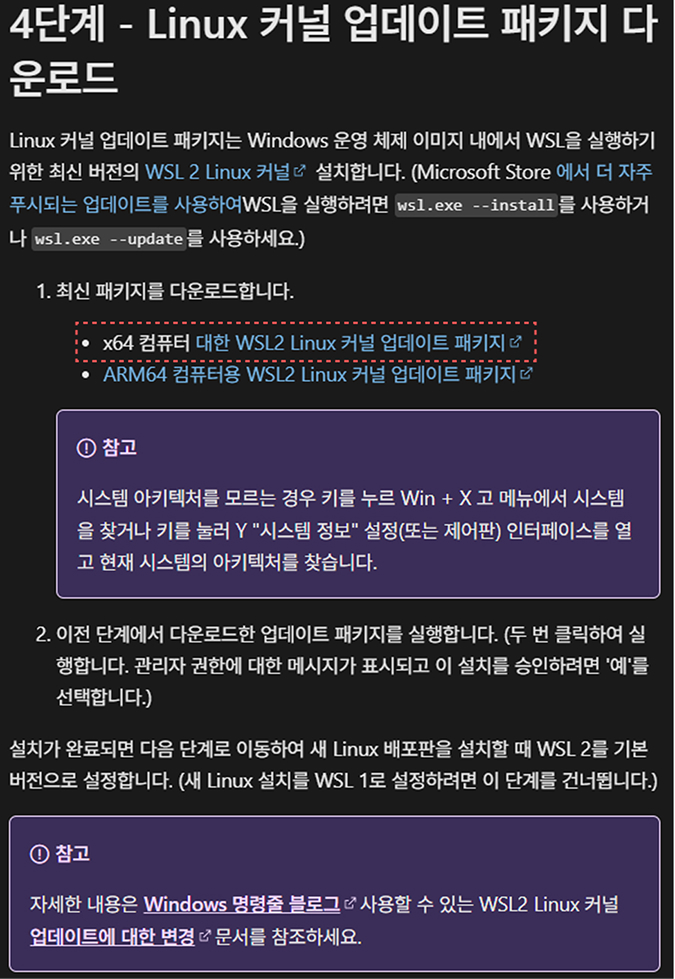 4단계 - Linux 커널 업데이트 패키지 다
운로드
Linux 커널 업데이트 패키지는 Windows 운영 체제 이미지 내에서 WSL을 실행하기
위한 최신 버전의 WSL 2 Linux 커널 설치합니다. (Microsoft Store 에서 더 자주
푸시되는 업데이트를 사용하여WSL을 실행하려면 wsl.exe --install를 사용하거
나 wsl.exe --update를 사용하세요.)
1. 최신 패키지를 다운로드합니다.
• x64 컴퓨터 대한 WSL2 Linux 커널 업데이트 패키지
• ARM64 컴퓨터용 WSL2 Linux 커널 업데이트 패키지
참고
시스템 아키텍처를 모르는 경우 키를 누르 Win + X 고 메뉴에서 시스템
을 찾거나 키를 눌러 Y "시스템 정보" 설정(또는 제어판) 인터페이스를 열
고 현재 시스템의 아키텍처를 찾습니다.
2. 이전 단계에서 다운로드한 업데이트 패키지를 실행합니다. (두 번 클릭하여 실
행합니다. 관리자 권한에 대한 메시지가 표시되고 이 설치를 승인하려면 '예'를
선택합니다.)
설치가 완료되면 다음 단계로 이동하여 새 Linux 배포판을 설치할 때 WSL 2를 기본
버전으로 설정합니다. (새 Linux 설치를 WSL 1로 설정하려면 이 단계를 건너뜁니다.)
참고
자세한 내용은 Windows 명령줄 블로그 사용할 수 있는 WSL2 Linux 커널
업데이트에 대한 변경 문서를 참조하세요.